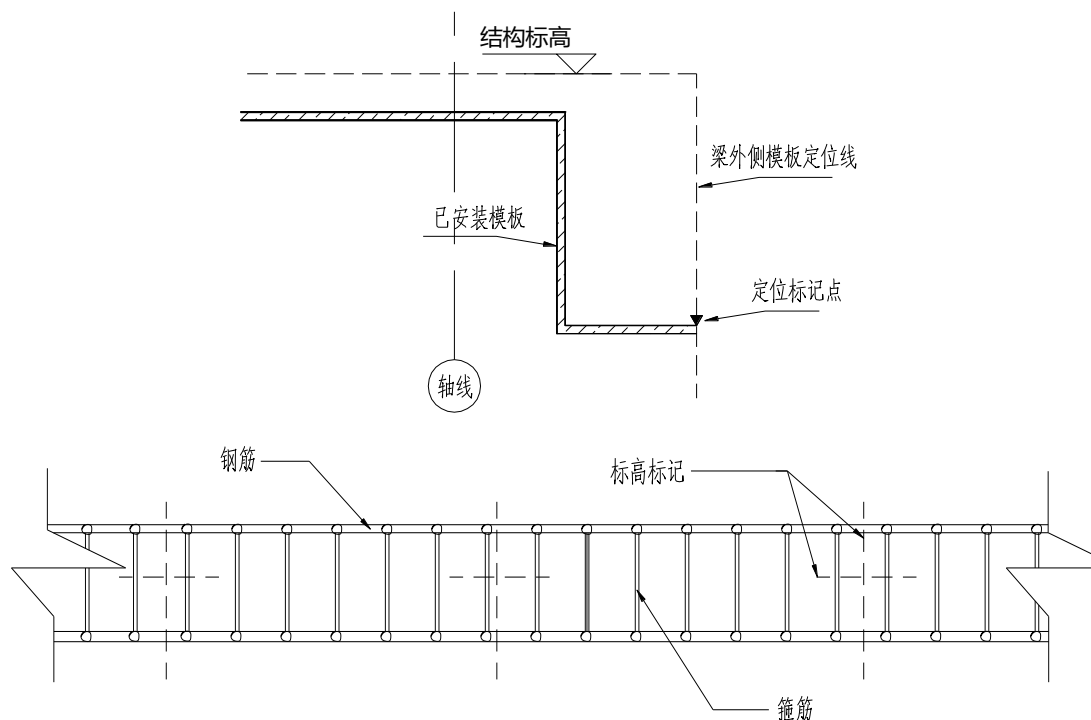 结构标高
梁外侧模板定位线
已安装模板
定位标记点
轴线
钢筋
标高标记
箍筋